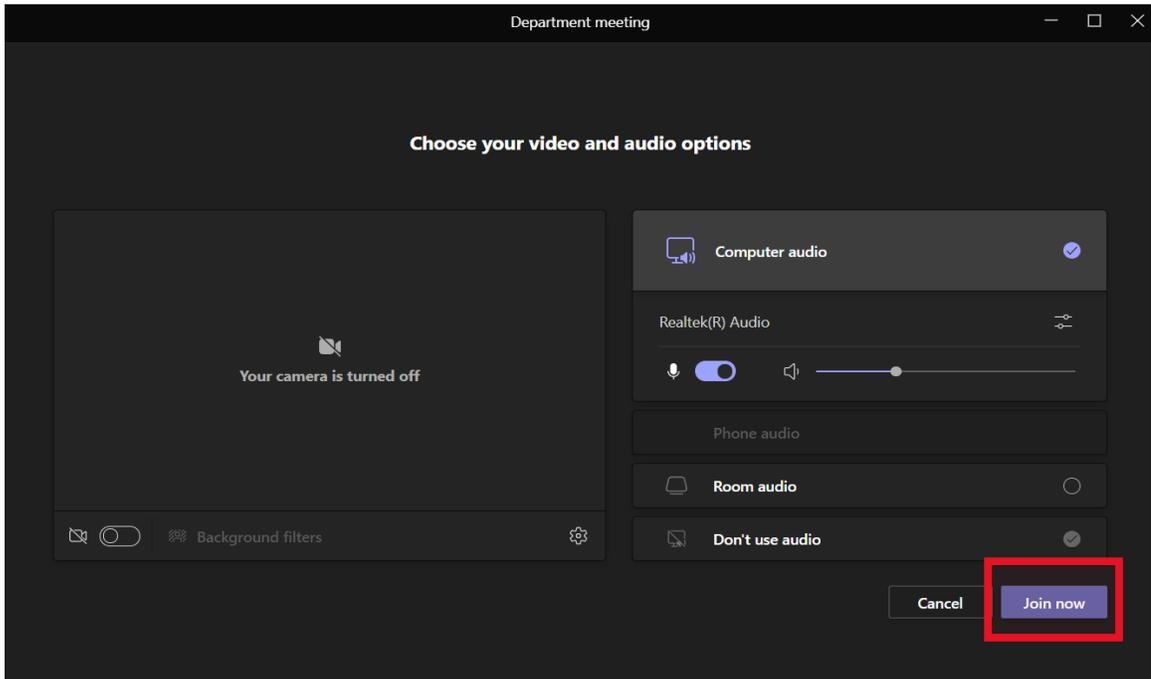 Department meeting
Choose your video and audio options
Your camera is turned off
Background filters
Computer audio
Realtek(R) Audio
Phone audio
Room audio
Don't use audio
Cancel
Join now